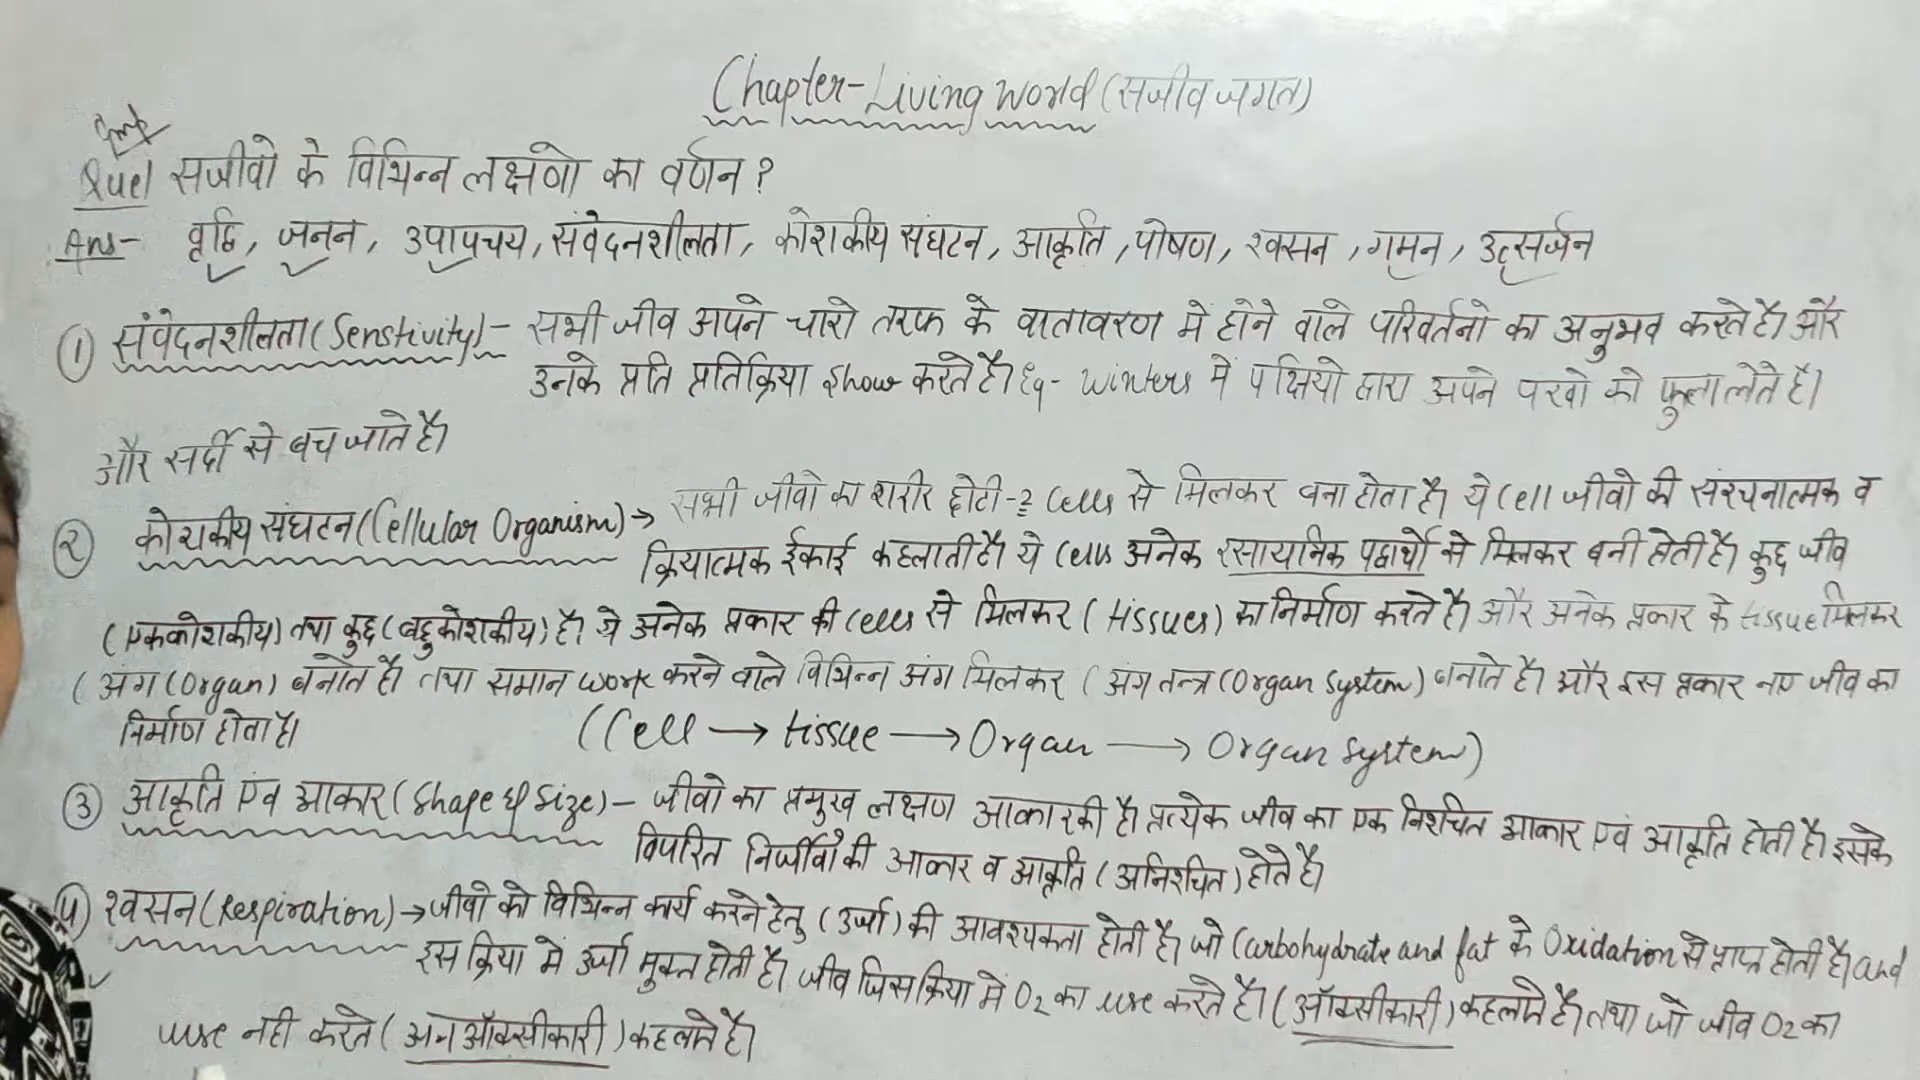 Chapter-Living World (सजीव जगत)
Imp
Que1 सजीवो के विभिन्न लक्षणो का वर्णन ?
Ans- वृद्धि, जनन, उपापचय, संवेदनशीलता, कोशकीय संघटन, आकृति, पोषण, श्वसन, गमन, उत्सर्जन
① संवेदनशीलता (Senstivity) - सभी जीव अपने चारो तरफ के वातावरण मे होने वाले परिवर्तनो का अनुभव करते है। और
उनके प्रति प्रतिक्रिया show करते है। Eg- winters मे पक्षियो द्वारा अपने पखो को फुला लेते है।
और सर्दी से बच जाते है।
② कोशकीय संघटन (Cellular Organism) → सभी जीवो का शरीर छोटी-२ Cells से मिलकर बना होता है। ये Cell जीवो की संरचनात्मक व
क्रियात्मक ईकाई कहलाती है। ये Cells अनेक रसायनिक पदार्थो से मिलकर बनी होती है। कुछ जीव
(एककोशकीय) तथा कुछ (बहुकोशकीय) है। ये अनेक प्रकार की Cells से मिलकर (tissues) का निर्माण करते है। और अनेक प्रकार के tissue मिलकर
(अंग (Organ) बनाते है। तथा समान work करने वाले विभिन्न अंग मिलकर (अंग तन्त्र (Organ System) बनाते है। और इस प्रकार नए जीव का
निर्माण होता है। (Cell → tissue → Organ → Organ System)
③ आकृति एंव आकार (Shape & Size) - जीवो का प्रमुख लक्षण आकार की है। प्रत्येक जीव का एक निश्चित आकार एवं आकृति होती है। इसके
विपरित निर्जीवो की आकार व आकृति (अनिश्चित) होते है।
④ श्वसन (Respiration) → जीवो को विभिन्न कार्य करने हेतु (उर्जा) की आवश्यकता होती है। जो Carbohydrate and fat के Oxidation से प्राप्त होती है। and
इस क्रिया मे उर्जा मुक्त होती है। जीव जिस क्रिया मे O2 का use करते है। (ऑक्सीकारी) कहलाते है। तथा जो जीव O2 का
use नही करते (अनऑक्सीकारी) कहलाते है।